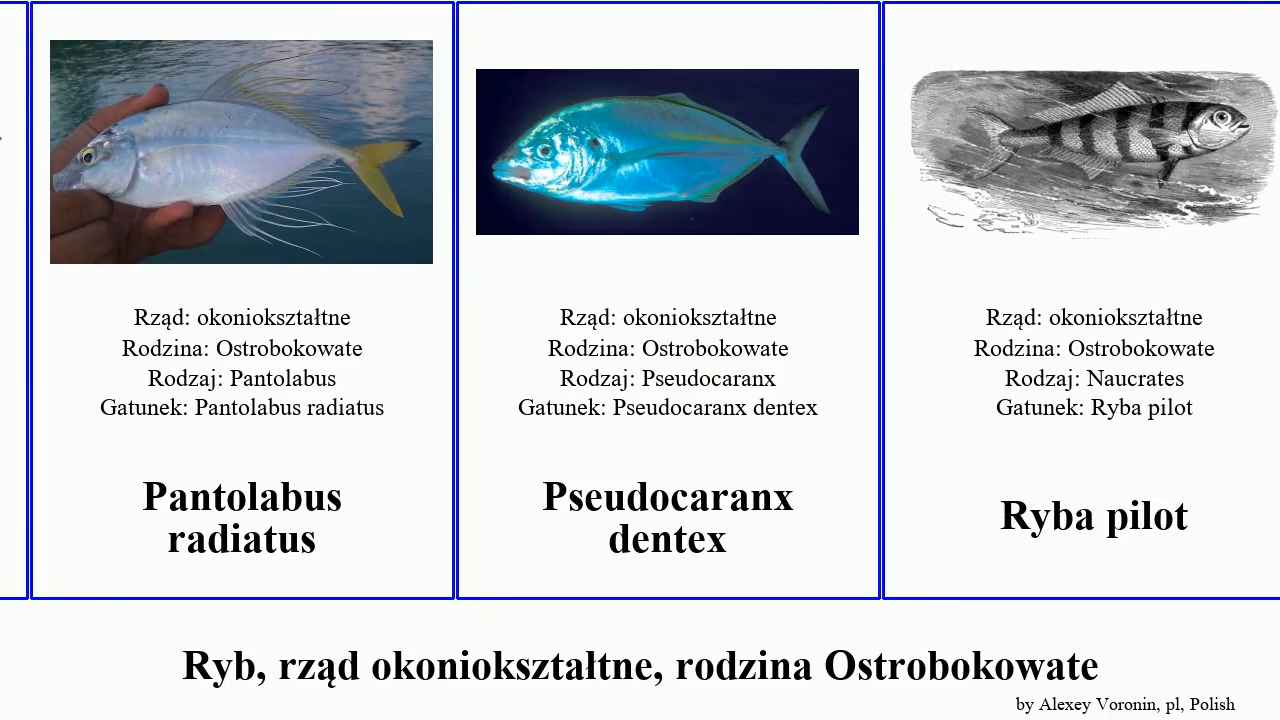 Rząd: okoniokształtne
Rodzina: Ostrobokowate
Rodzaj: Pantolabus
Gatunek: Pantolabus radiatus
Pantolabus
radiatus
Rząd: okoniokształtne
Rodzina: Ostrobokowate
Rodzaj: Pseudocaranx
Gatunek: Pseudocaranx dentex
Pseudocaranx
dentex
Rząd: okoniokształtne
Rodzina: Ostrobokowate
Rodzaj: Naucrates
Gatunek: Ryba pilot
Ryba pilot
Ryb, rząd okoniokształtne, rodzina Ostrobokowate
by Alexey Voronin, pl, Polish